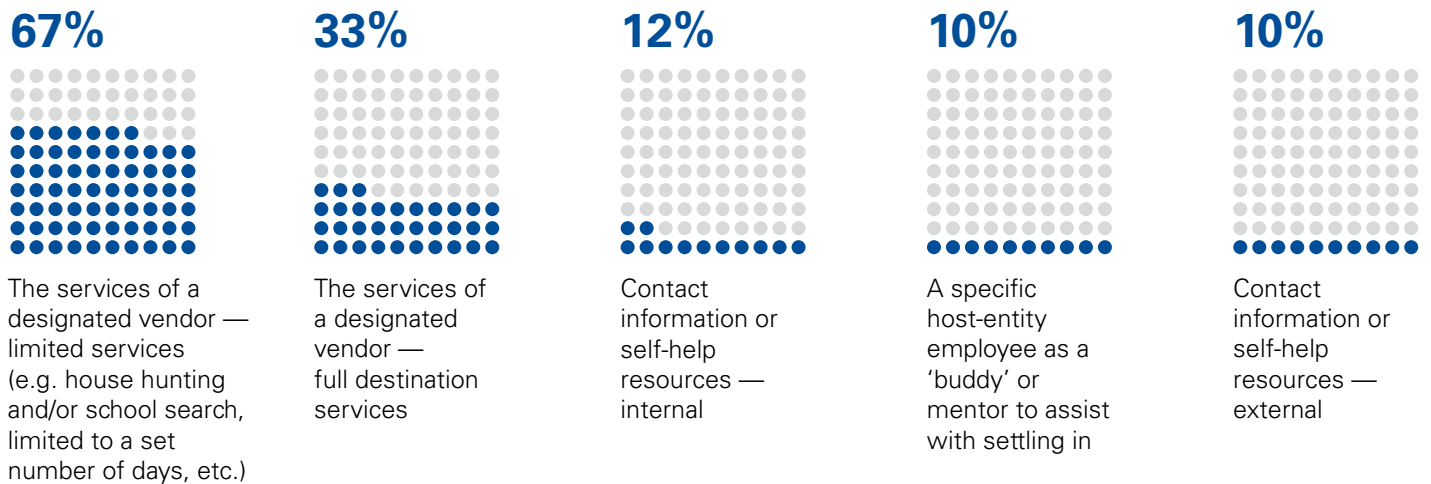 67%
The services of a
designated vendor —
limited services
(e.g. house hunting
and/or school search,
limited to a set
number of days, etc.)
33%
The services of
a designated
vendor —
full destination
services
12%
Contact
information or
self-help
resources —
internal
10%
A specific
host-entity
employee as a
‘buddy’ or
mentor to assist
with settling in
10%
Contact
information or
self-help
resources —
external